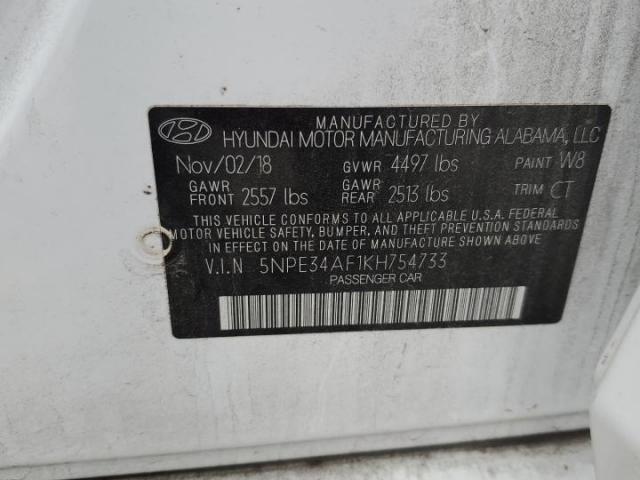 MANUFACTURED BY
HYUNDAI MOTOR MANUFACTURING ALABAMA, LLC
Nov/02/18 GVWR 4497 lbs PAINT W8
GAWR FRONT 2557 lbs GAWR REAR 2513 lbs TRIM CT
THIS VEHICLE CONFORMS TO ALL APPLICABLE U.S.A. FEDERAL
MOTOR VEHICLE SAFETY, BUMPER, AND THEFT PREVENTION STANDARDS
IN EFFECT ON THE DATE OF MANUFACTURE SHOWN ABOVE.
V.I.N 5NPE34AF1KH754733
PASSENGER CAR